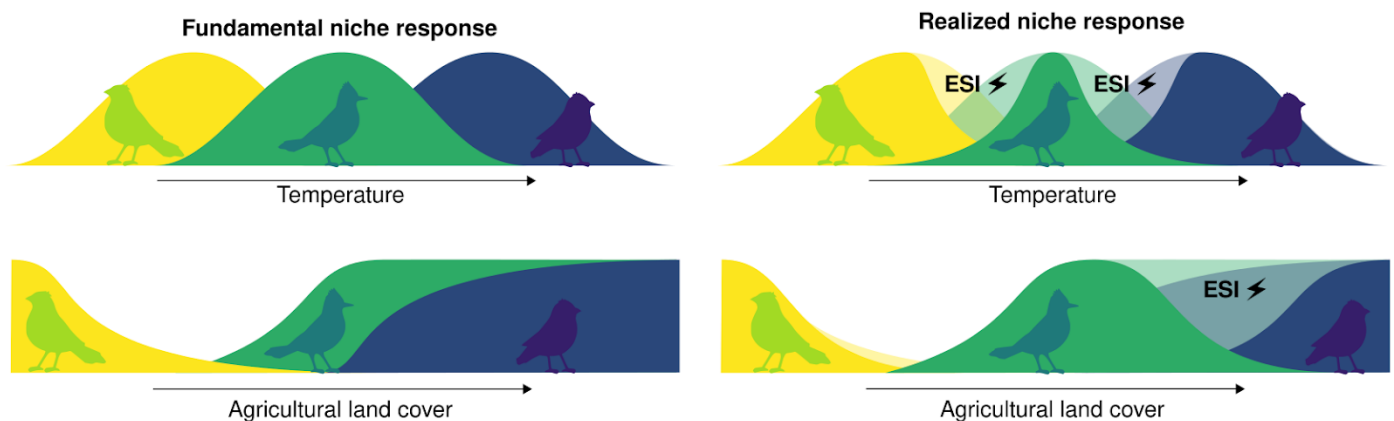 Fundamental niche response
Realized niche response
ESI
ESI
Temperature
Temperature
ESI
Agricultural land cover
Agricultural land cover